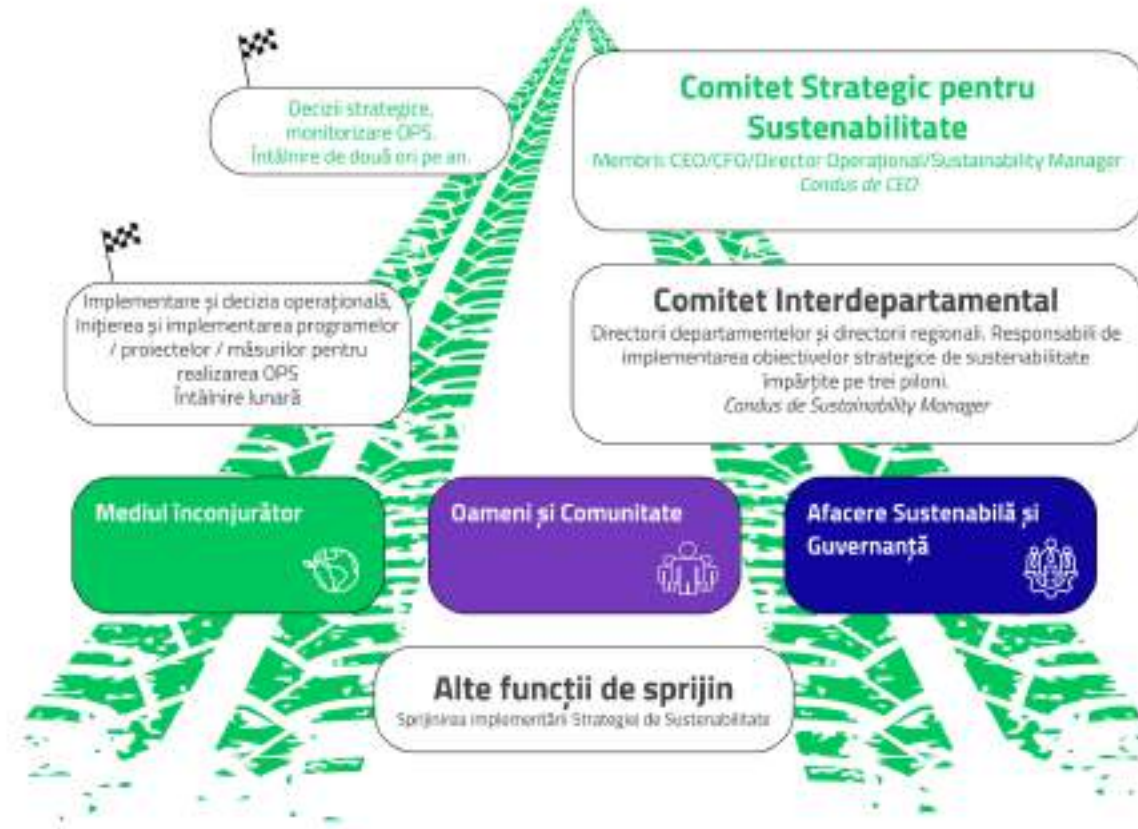 Decizii strategice,
monitorizare OPS.
Întâlnire de două ori pe an.
Comitet Strategic pentru
Sustenabilitate
Membrii: CEO/CFO/Director Operațional/Sustainability Manager
Condus de CEO
Implementare și decizia operațională,
Inițierea și implementarea programelor
/ proiectelor / măsurilor pentru
realizarea OPS
Întâlnire lunară
Comitet Interdepartamental
Directorii departamentelor și directorii regionali. Responsabili de
implementarea obiectivelor strategice de sustenabilitate
împărțite pe trei piloni.
Condus de Sustainability Manager
Mediul înconjurător
Oameni și Comunitate
Afacere Sustenabilă și
Guvernanță
Alte funcții de sprijin
Sprijinirea implementării Strategiei de Sustenabilitate